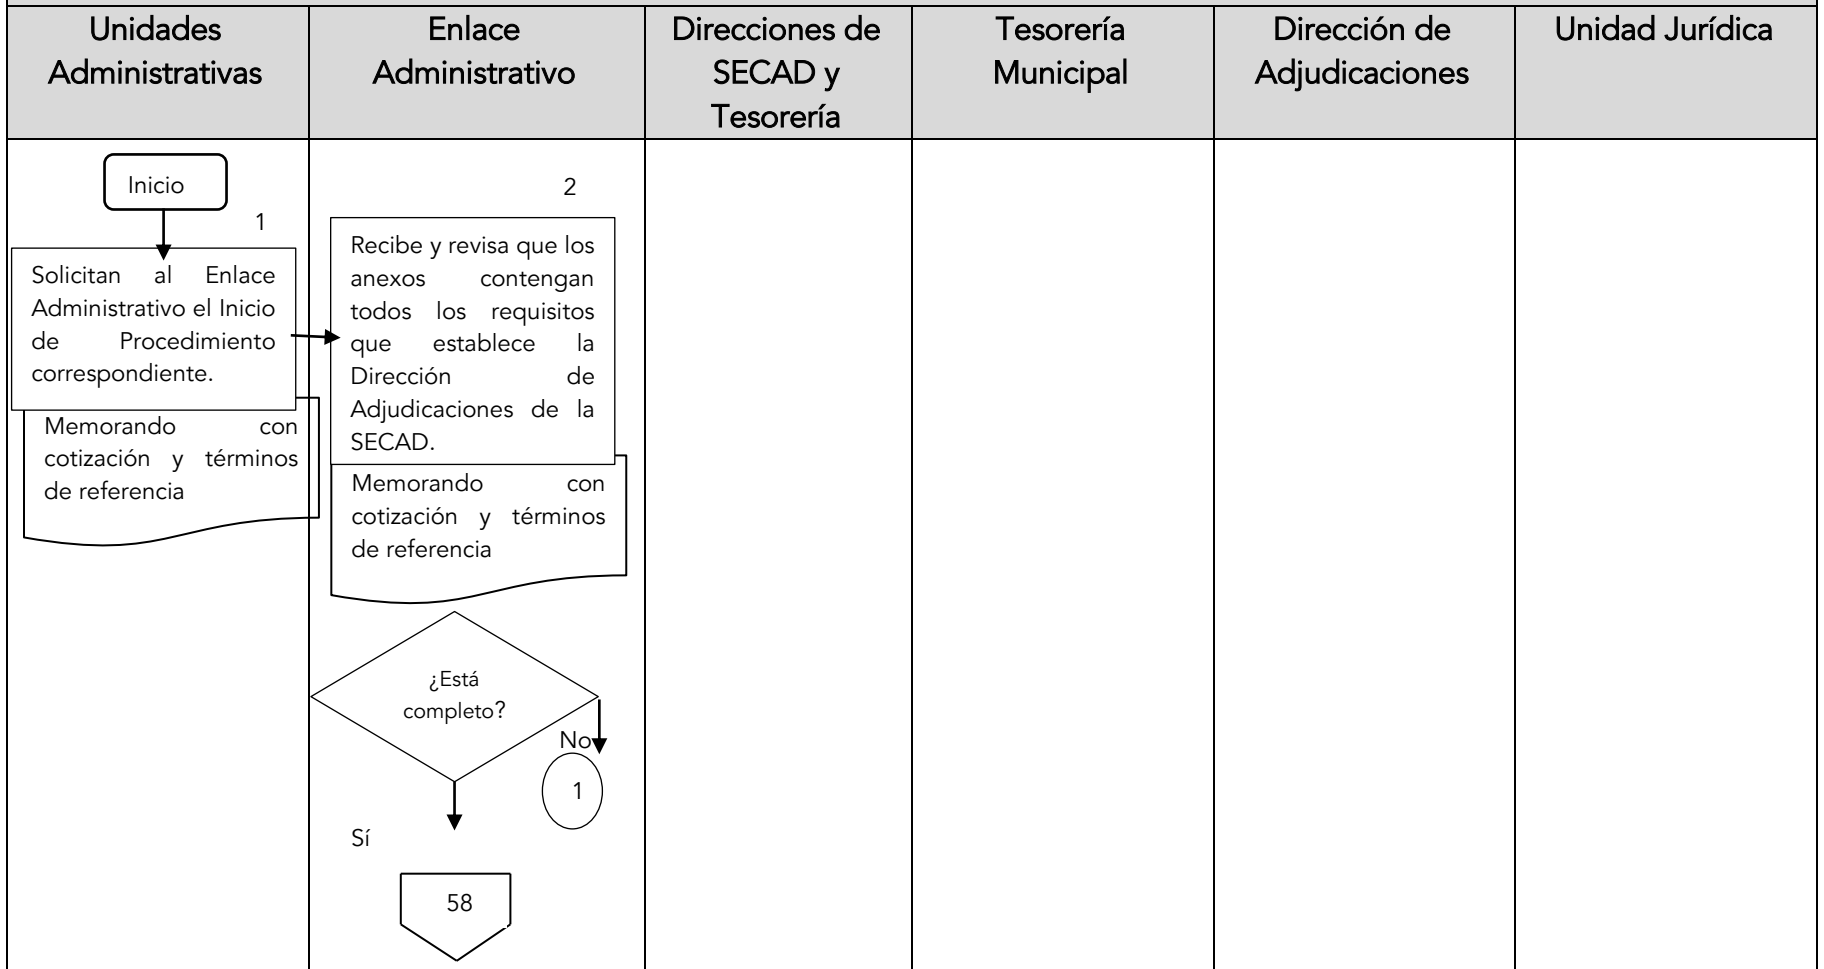 Unidades
Administrativas
Enlace
Administrativo
Direcciones de
SECAD y
Tesorería
Tesorería
Municipal
Dirección de
Adjudicaciones
Unidad Jurídica
Inicio
1
Solicitan al Enlace
Administrativo el Inicio
de Procedimiento
correspondiente.
Memorando con
cotización y términos
de referencia
2
Recibe y revisa que los
anexos contengan
todos los requisitos
que establece la
Dirección de
Adjudicaciones de la
SECAD.
Memorando con
cotización y términos
de referencia
¿Está
completo?
No
1
Sí
58